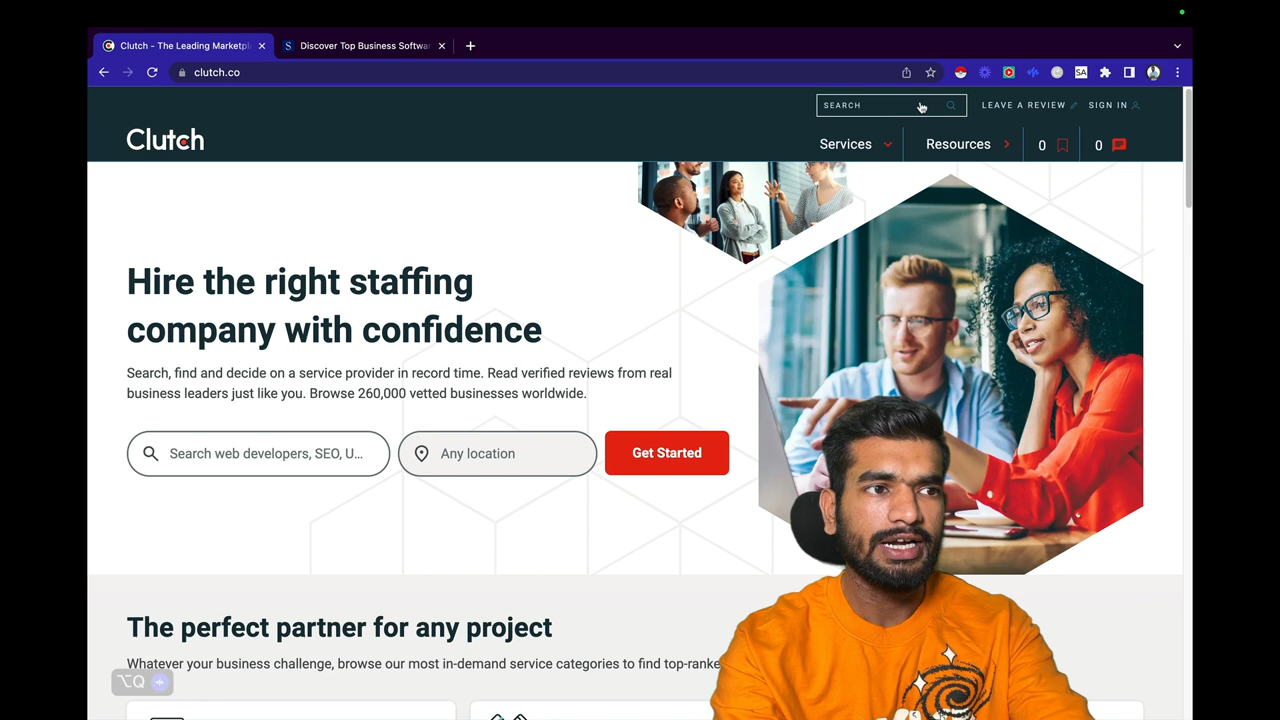 Clutch - The Leading Marketpl
Discover Top Business Softwa
clutch.co
SA
SEARCH
LEAVE A REVIEW
SIGN IN
Clutch
Services
Resources
0
0
Hire the right staffing
company with confidence
Search, find and decide on a service provider in record time. Read verified reviews from real
business leaders just like you. Browse 260,000 vetted businesses worldwide.
Search web developers, SEO, U...
Any location
Get Started
The perfect partner for any project
Whatever your business challenge, browse our most in-demand service categories to find top-ranke
⌥Q